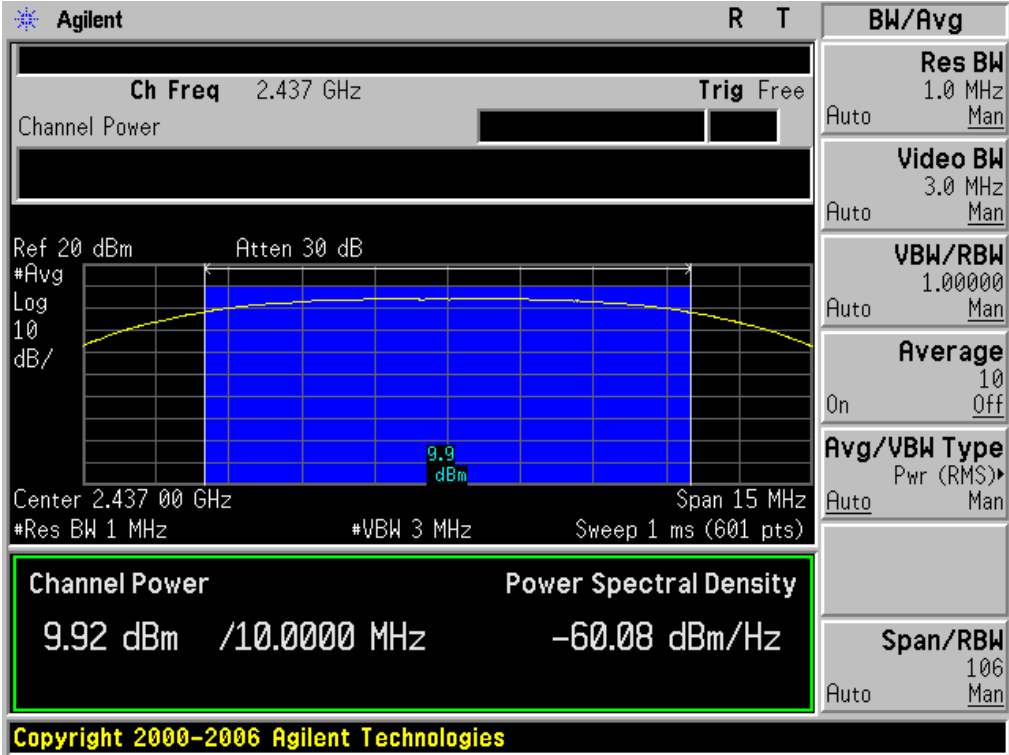 Agilent R T BW/Avg
Ch Freq 2.437 GHz Trig Free
Channel Power
Ref 20 dBm Atten 30 dB
#Avg
Log
10
dB/
9.9
dBm
Center 2.437 00 GHz Span 15 MHz
#Res BW 1 MHz #VBW 3 MHz Sweep 1 ms (601 pts)
Channel Power Power Spectral Density
9.92 dBm /10.0000 MHz -60.08 dBm/Hz
Res BW
1.0 MHz
Auto Man
Video BW
3.0 MHz
Auto Man
VBW/RBW
1.00000
Auto Man
Average
10
On Off
Avg/VBW Type
Pwr (RMS)▸
Auto Man
Span/RBW
106
Auto Man
Copyright 2000-2006 Agilent Technologies